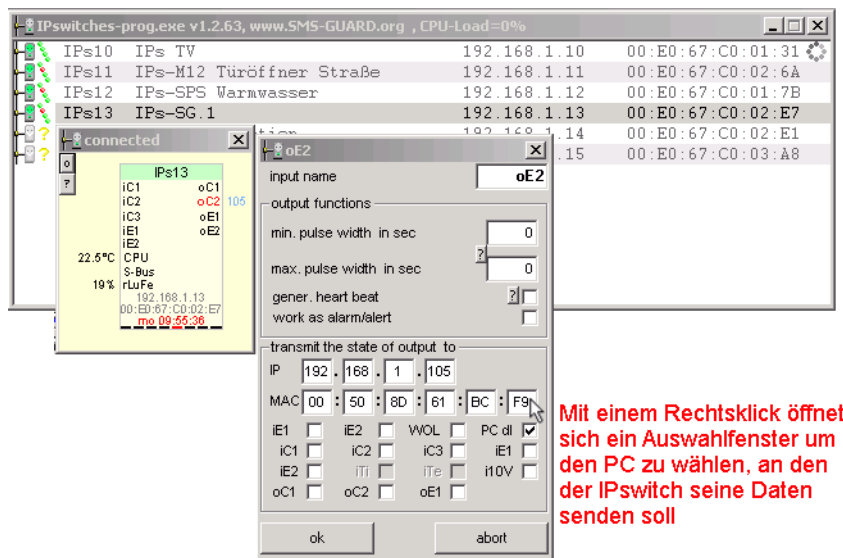 IPswitches-prog.exe v1.2.63, www.SMS-GUARD.org , CPU-Load=0%
IPs10 IPs TV 192.168.1.10 00:E0:67:C0:01:31
IPs11 IPs-M12 Türöffner Straße 192.168.1.11 00:E0:67:C0:02:6A
IPs12 IPs-SPS Warmwasser 192.168.1.12 00:E0:67:C0:01:7B
IPs13 IPs-SG.1 192.168.1.13 00:E0:67:C0:02:E7
? 192.168.1.14 00:E0:67:C0:02:E1
? .15 00:E0:67:C0:03:A8
connected
o
?
IPs13
iC1 oC1
iC2 oC2 105
iC3 oE1
iE1 oE2
iE2
22.5°C CPU
S-Bus
19% rLuFe
192.168.1.13
00:E0:67:C0:02:E7
mo 09:55:36
oE2
input name oE2
output functions
min. pulse width in sec 0
?
max. pulse width in sec 0
gener. heart beat ?
work as alarm/alert
transmit the state of output to
IP 192 . 168 . 1 . 105
MAC 00 : 50 : 8D : 61 : BC : F9
iE1 iE2 WOL PC dl
iC1 iC2 iC3 iE1
iE2 iTi iTe i10V
oC1 oC2 oE1
ok abort
Mit einem Rechtsklick öffnet
sich ein Auswahlfenster um
den PC zu wählen, an den
der IPswitch seine Daten
senden soll